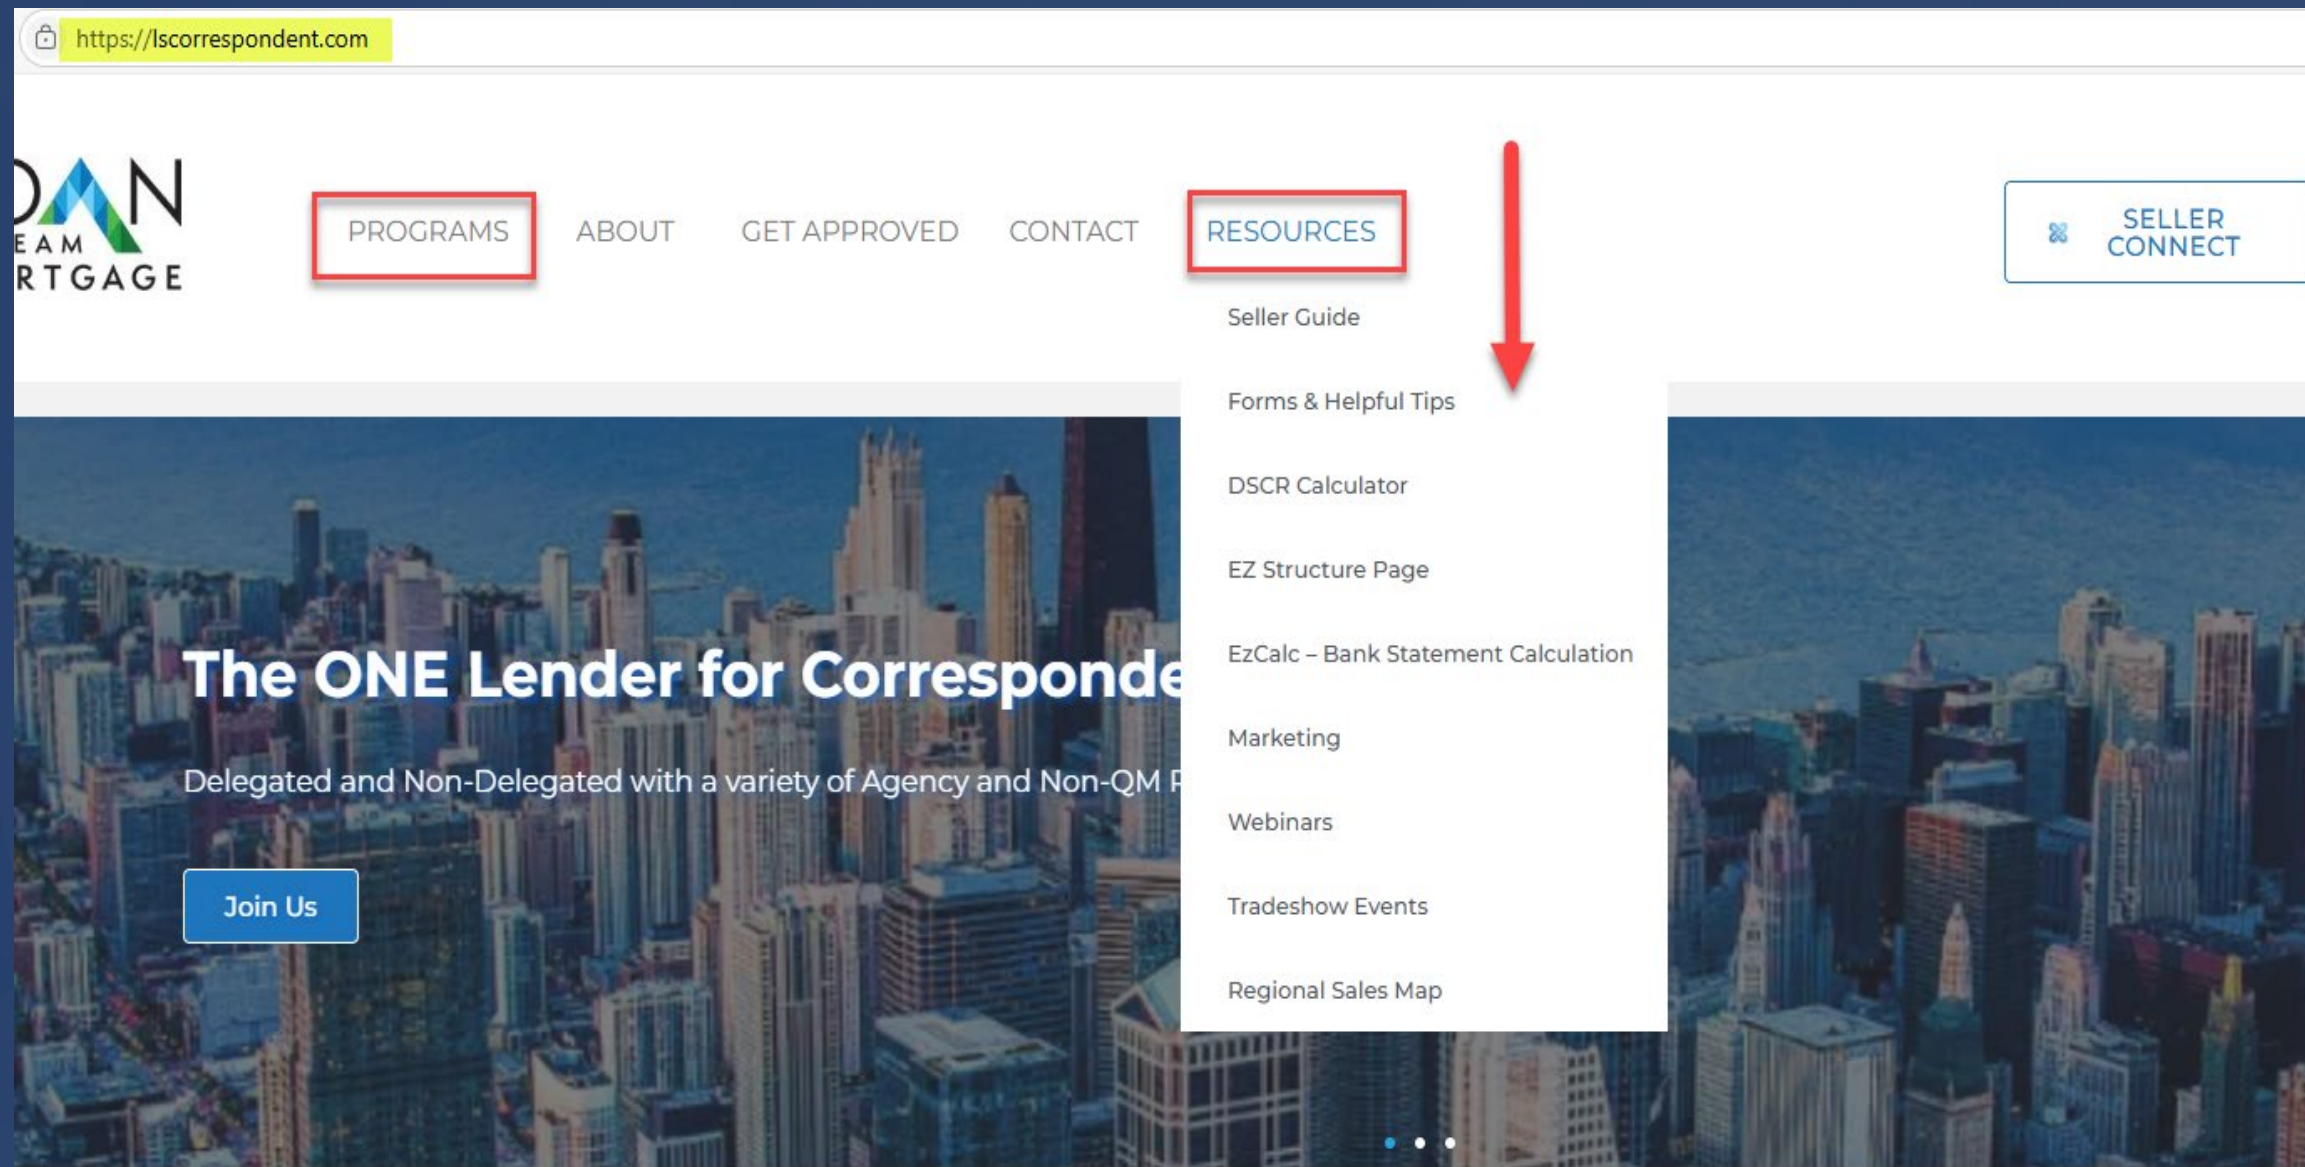 https://lscorrespondent.com
OAN
EAM
RTGAGE
PROGRAMS
ABOUT
GET APPROVED
CONTACT
RESOURCES
SELLER
CONNECT
Seller Guide
Forms & Helpful Tips
DSCR Calculator
EZ Structure Page
EzCalc – Bank Statement Calculation
Marketing
Webinars
Tradeshow Events
Regional Sales Map
The ONE Lender for Corresponde
Delegated and Non-Delegated with a variety of Agency and Non-QM
Join Us